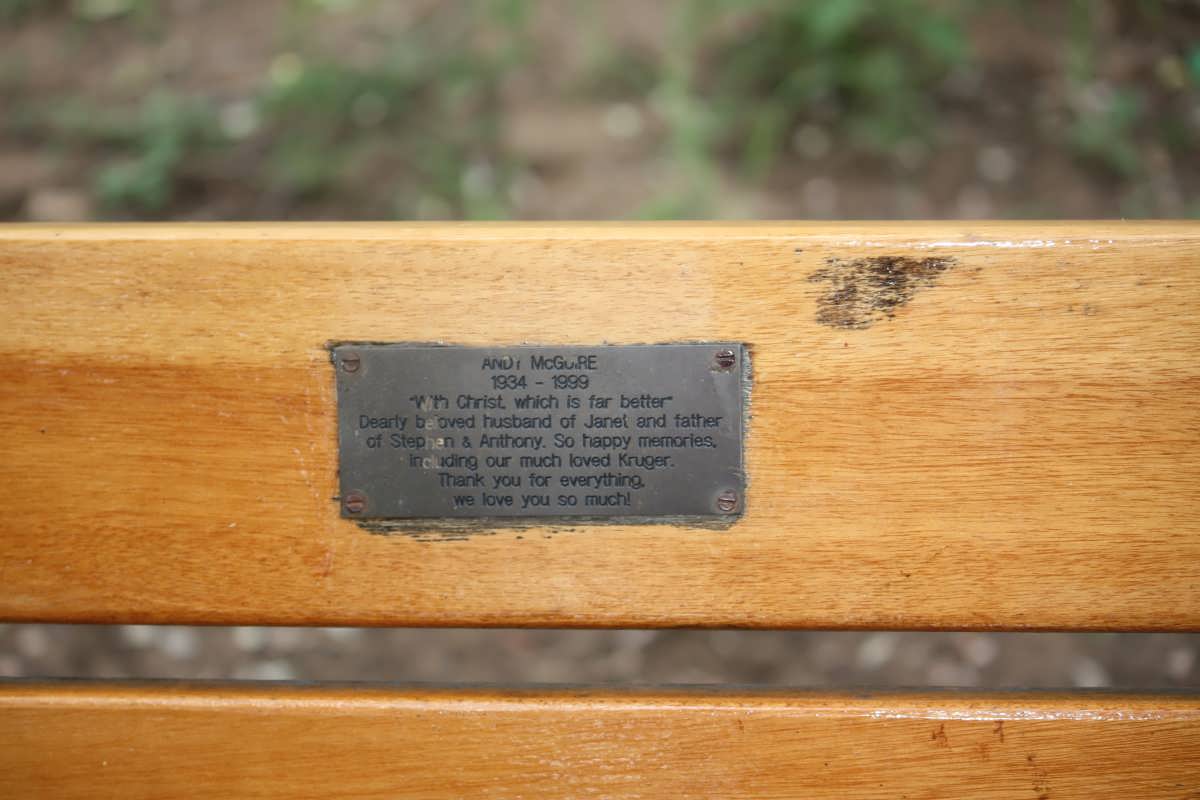 ANDY McGUIRE
1934 - 1999
"With Christ, which is far better"
Dearly beloved husband of Janet and father
of Stephen & Anthony. So happy memories,
including our much loved Kruger.
Thank you for everything,
we love you so much!